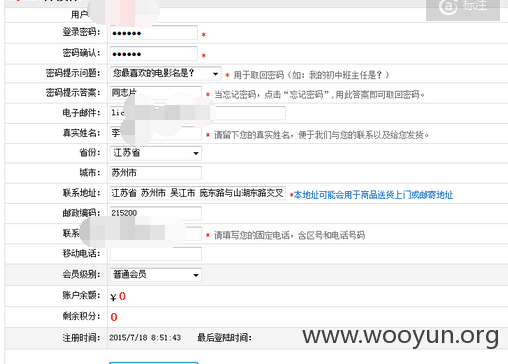 标注
用户
登录密码: ●●●●●● *
密码确认: ●●●●●● *
密码提示问题: 您最喜欢的电影名是? * 用于取回密码(如:我的初中班主任是?)
密码提示答案: 同志片 * 当忘记密码,点击“忘记密码”,用此答案即可取回密码。
电子邮件: lic
真实姓名: 李 * 请留下您的真实姓名,便于我们与您的联系以及给您发货。
省份: 江苏省
城市: 苏州市
联系地址: 江苏省 苏州市 吴江市 庞东路与山湖东路交叉 *本地址可能会用于商品送货上门或邮寄地址
邮政编码: 215200
联系 * 请填写您的固定电话,含区号和电话号码
移动电话:
会员级别: 普通会员
账户余额: ¥ 0
剩余积分: 0
注册时间: 2015/7/18 8:51:43 最后登陆时间:
www.wooyun.org